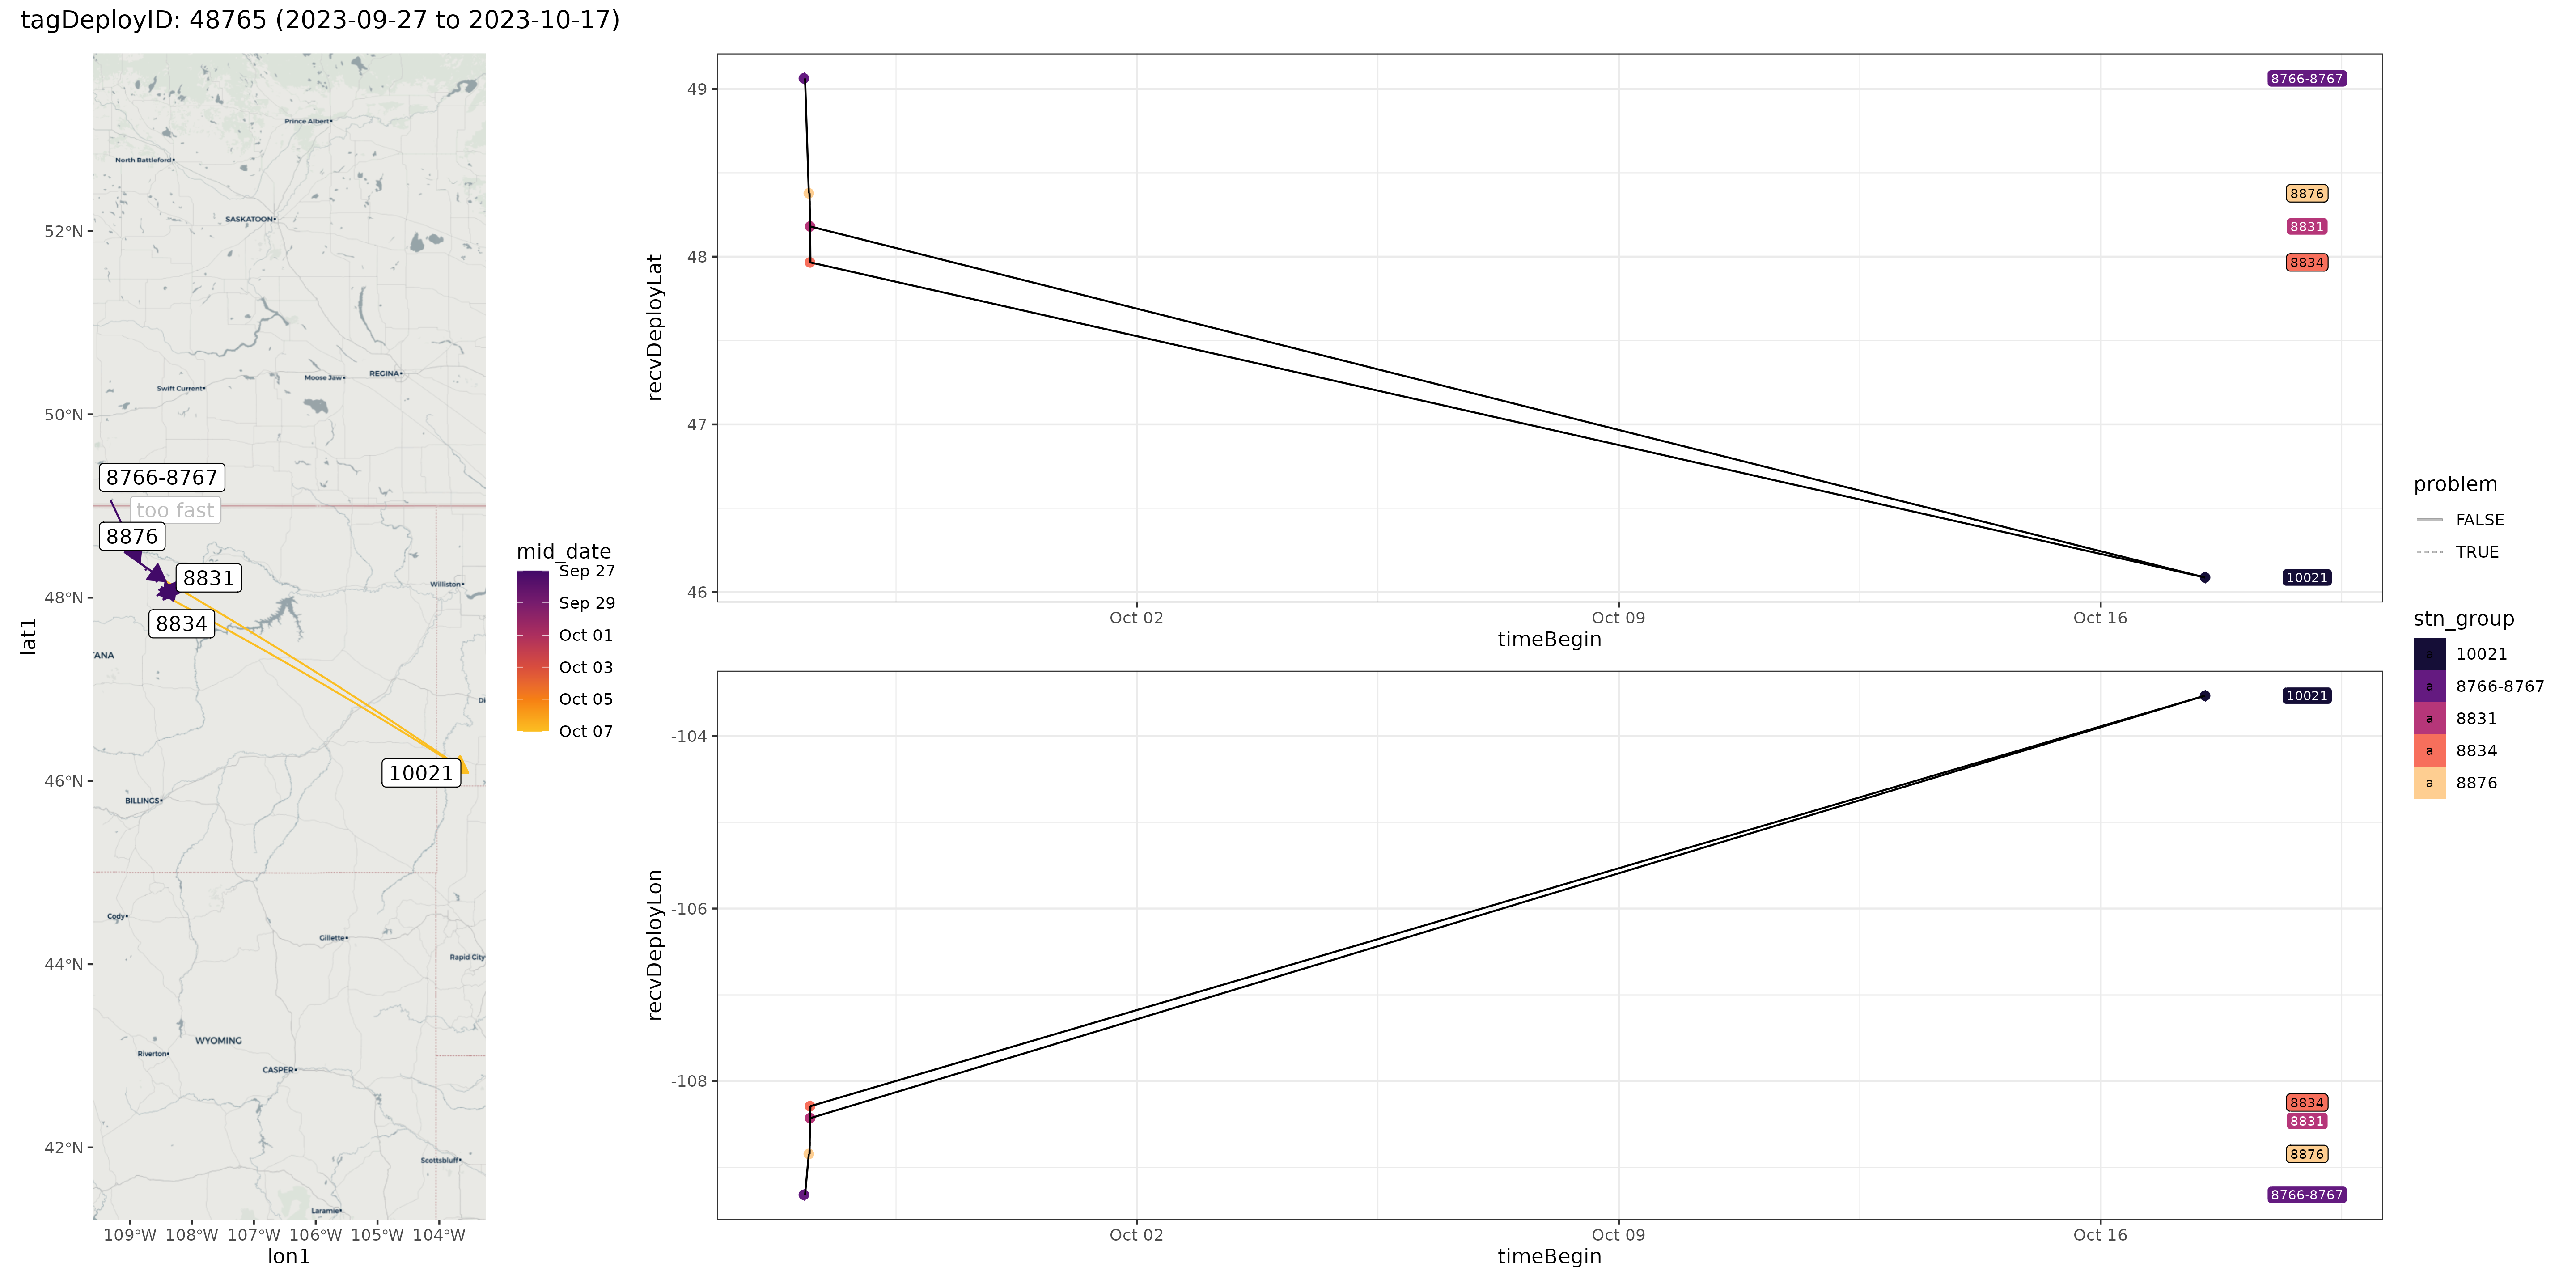 tagDeployID: 48765 (2023-09-27 to 2023-10-17)
lat1
52°N
50°N
48°N
46°N
44°N
42°N
Prince Albert
North Battleford
SASKATOON
Swift Current
Moose Jaw
REGINA
8766-8767
too fast
8876
8831
8834
Williston
TANA
Di
10021
BILLINGS
Cody
Gillette
Rapid City
WYOMING
Riverton
CASPER
Scottsbluff
Laramie
109°W 108°W 107°W 106°W 105°W 104°W
lon1
mid_date
Sep 27
Sep 29
Oct 01
Oct 03
Oct 05
Oct 07
recvDeployLat
49
48
47
46
8766-8767
8876
8831
8834
10021
Oct 02
Oct 09
Oct 16
timeBegin
recvDeployLon
-104
-106
-108
10021
8834
8831
8876
8766-8767
Oct 02
Oct 09
Oct 16
timeBegin
problem
FALSE
TRUE
stn_group
a 10021
a 8766-8767
a 8831
a 8834
a 8876